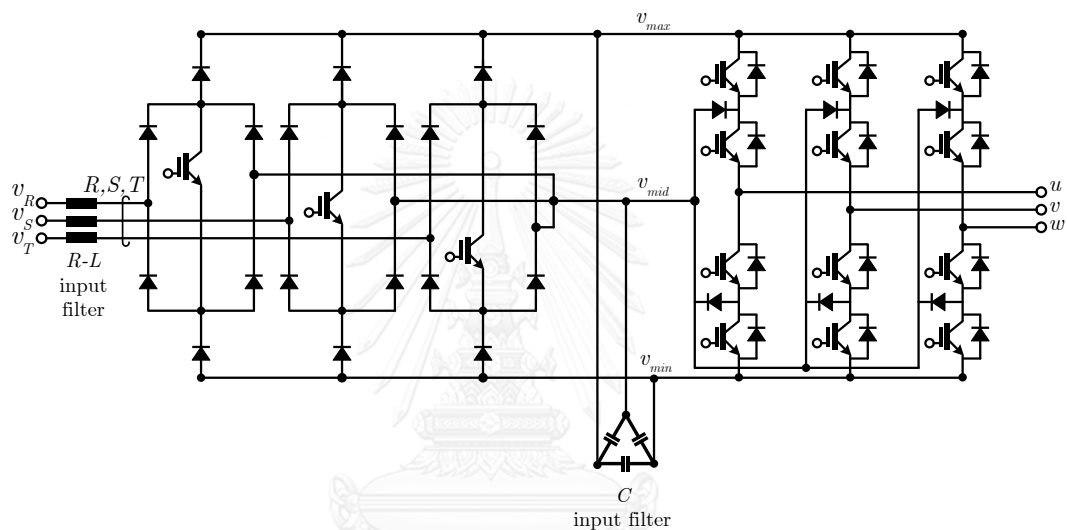 v_max
R,S,T
v_R
v_S
v_T
R-L
input
filter
v_mid
u
v
w
v_min
C
input filter